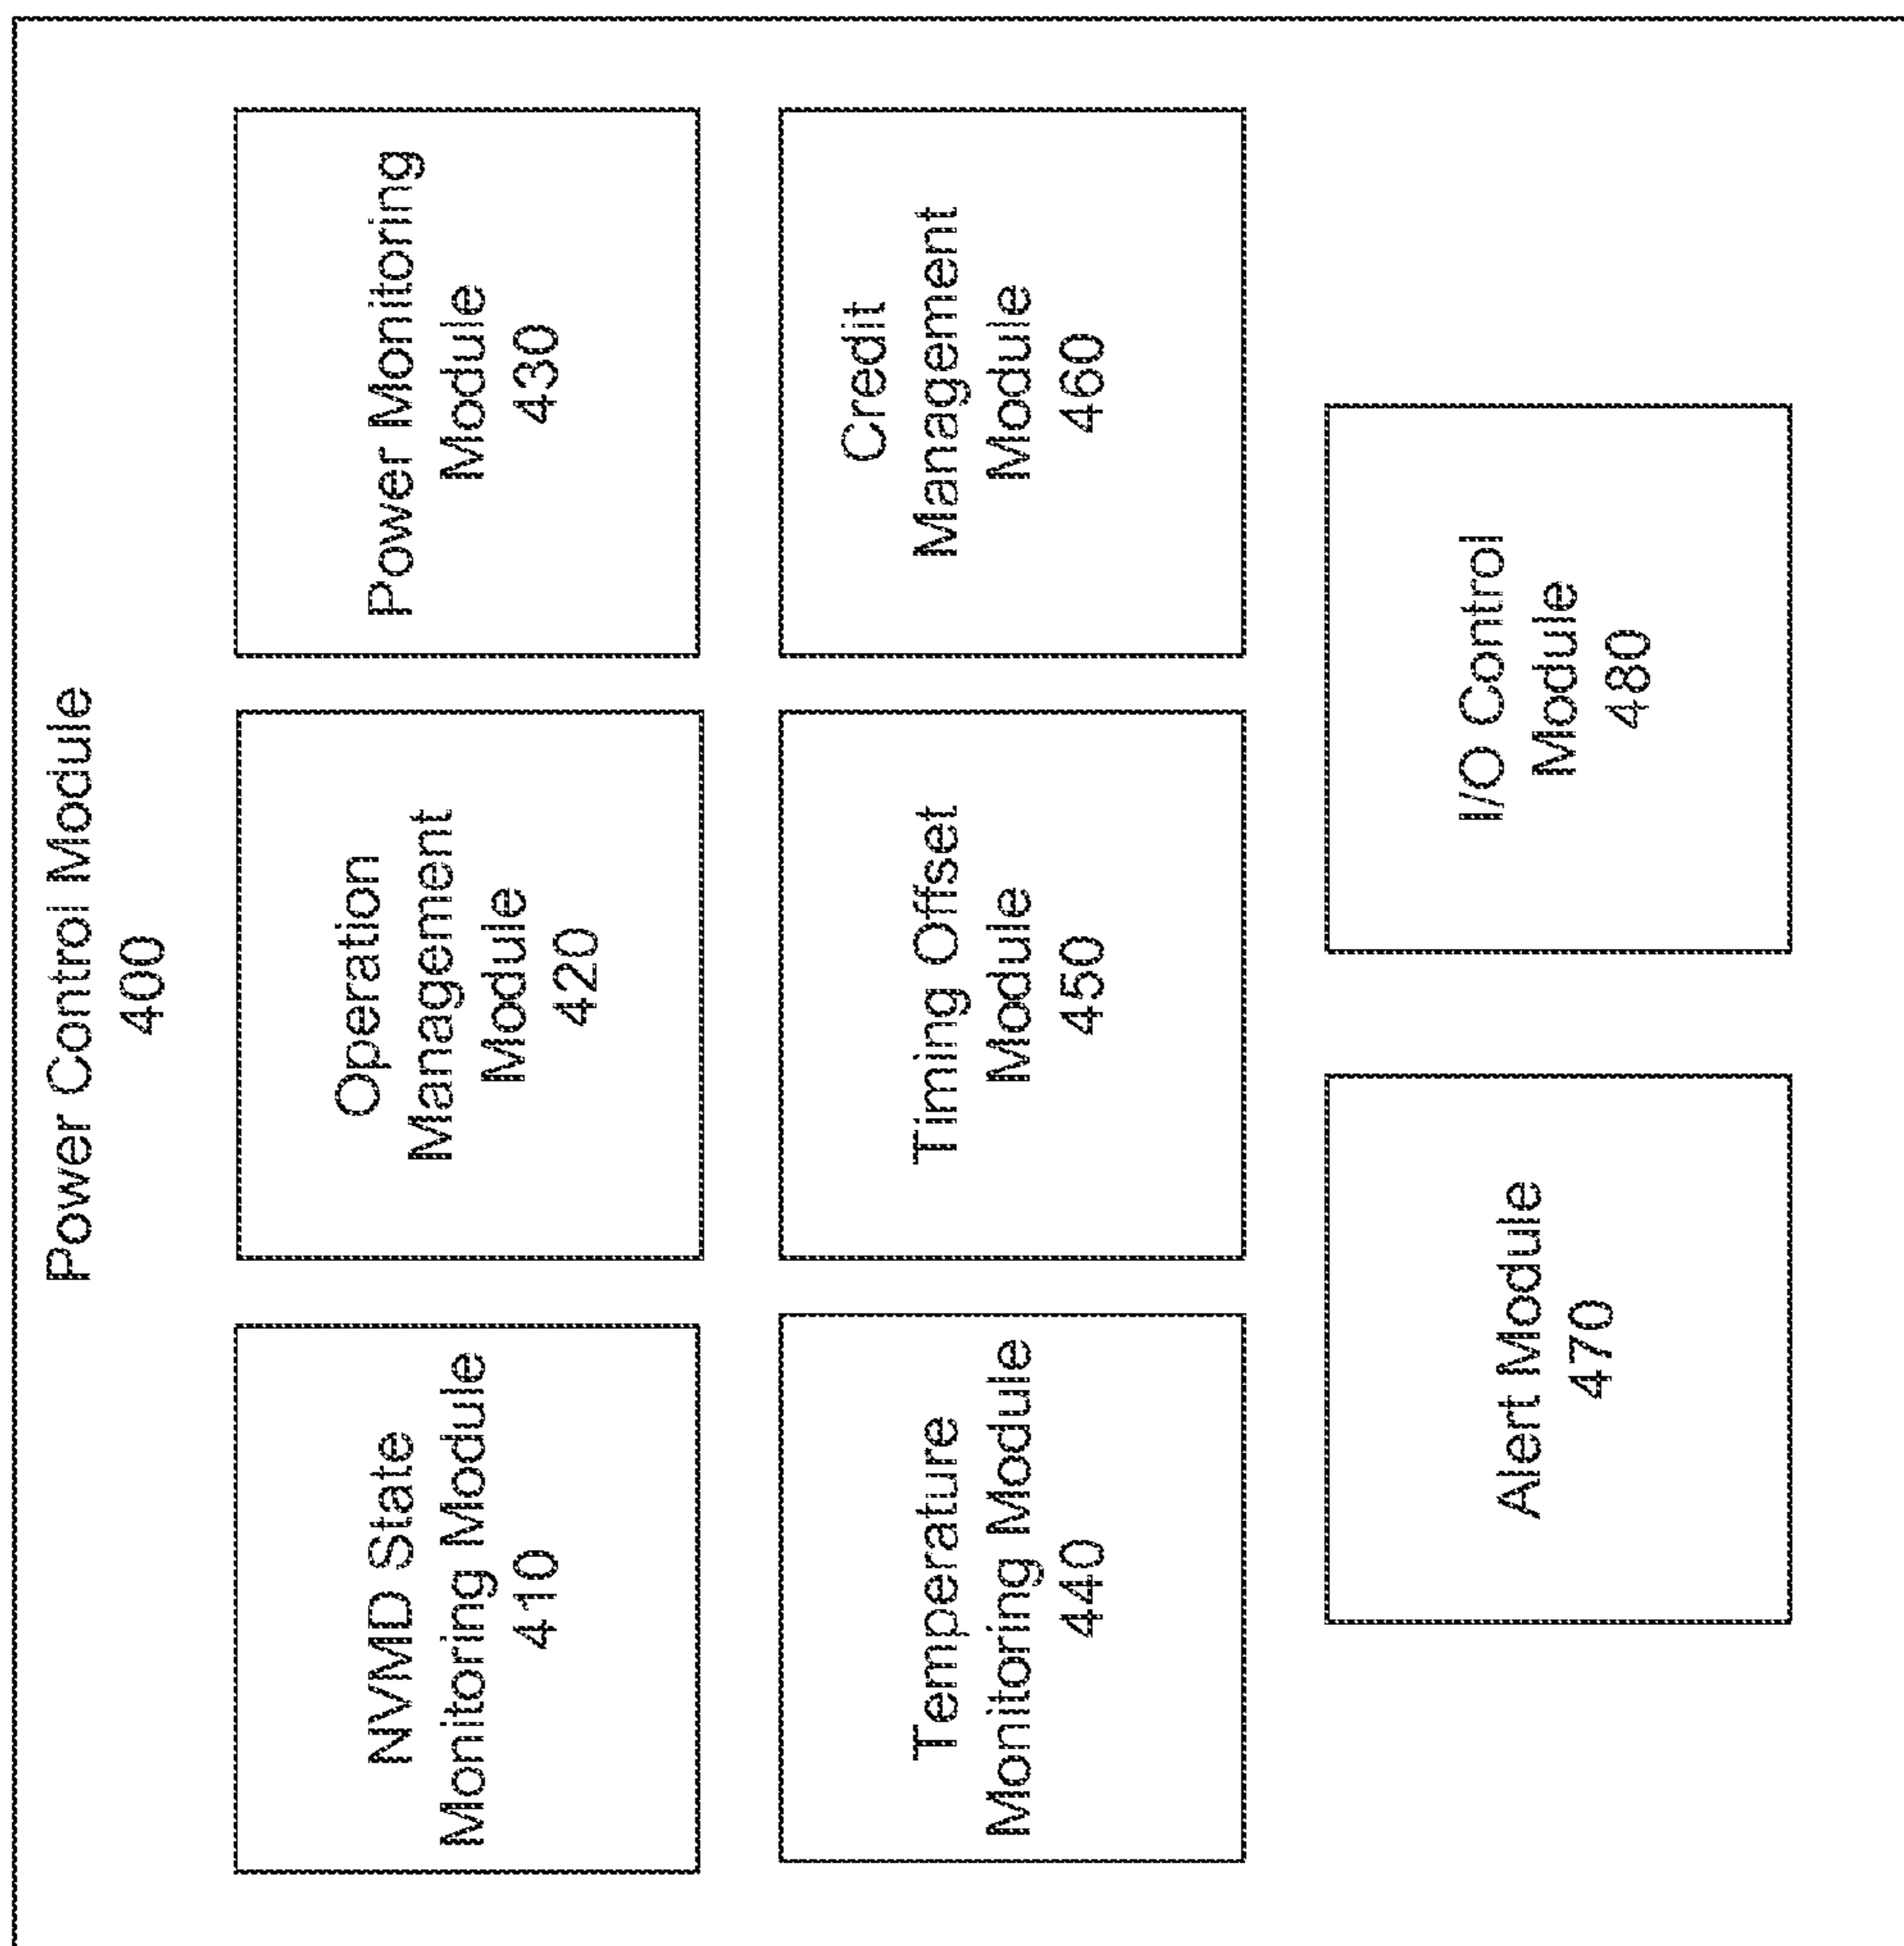 Power Control Module
400
NVMD State
Monitoring Module
410
Operation
Management
Module
420
Power Monitoring
Module
430
Temperature
Monitoring Module
440
Timing Offset
Module
450
Credit
Management
Module
460
Alert Module
470
I/O Control
Module
480